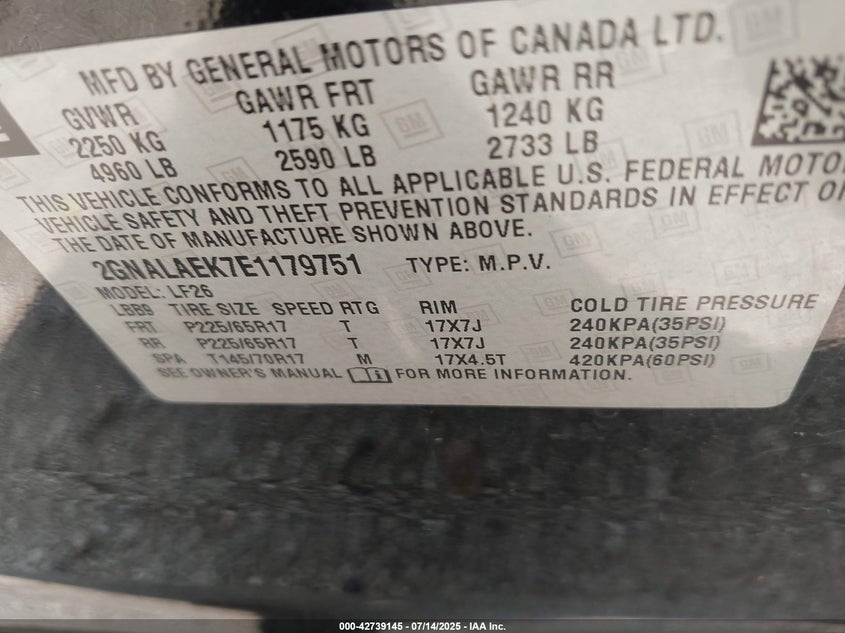 MFD BY GENERAL MOTORS OF CANADA LTD.
GVWR GAWR FRT GAWR RR
2250 KG 1175 KG 1240 KG
4960 LB 2590 LB 2733 LB
THIS VEHICLE CONFORMS TO ALL APPLICABLE U.S. FEDERAL MOTO
VEHICLE SAFETY AND THEFT PREVENTION STANDARDS IN EFFECT O
THE DATE OF MANUFACTURE SHOWN ABOVE.
2GNALAEK7E1179751 TYPE: M.P.V.
MODEL: LF26
LBB9 TIRE SIZE SPEED RTG RIM COLD TIRE PRESSURE
FRT P225/65R17 T 17X7J 240KPA(35PSI)
RR P225/65R17 T 17X7J 240KPA(35PSI)
SPA T145/70R17 M 17X4.5T 420KPA(60PSI)
SEE OWNER'S MANUAL FOR MORE INFORMATION.
000-42739145 - 07/14/2025 - IAA Inc.